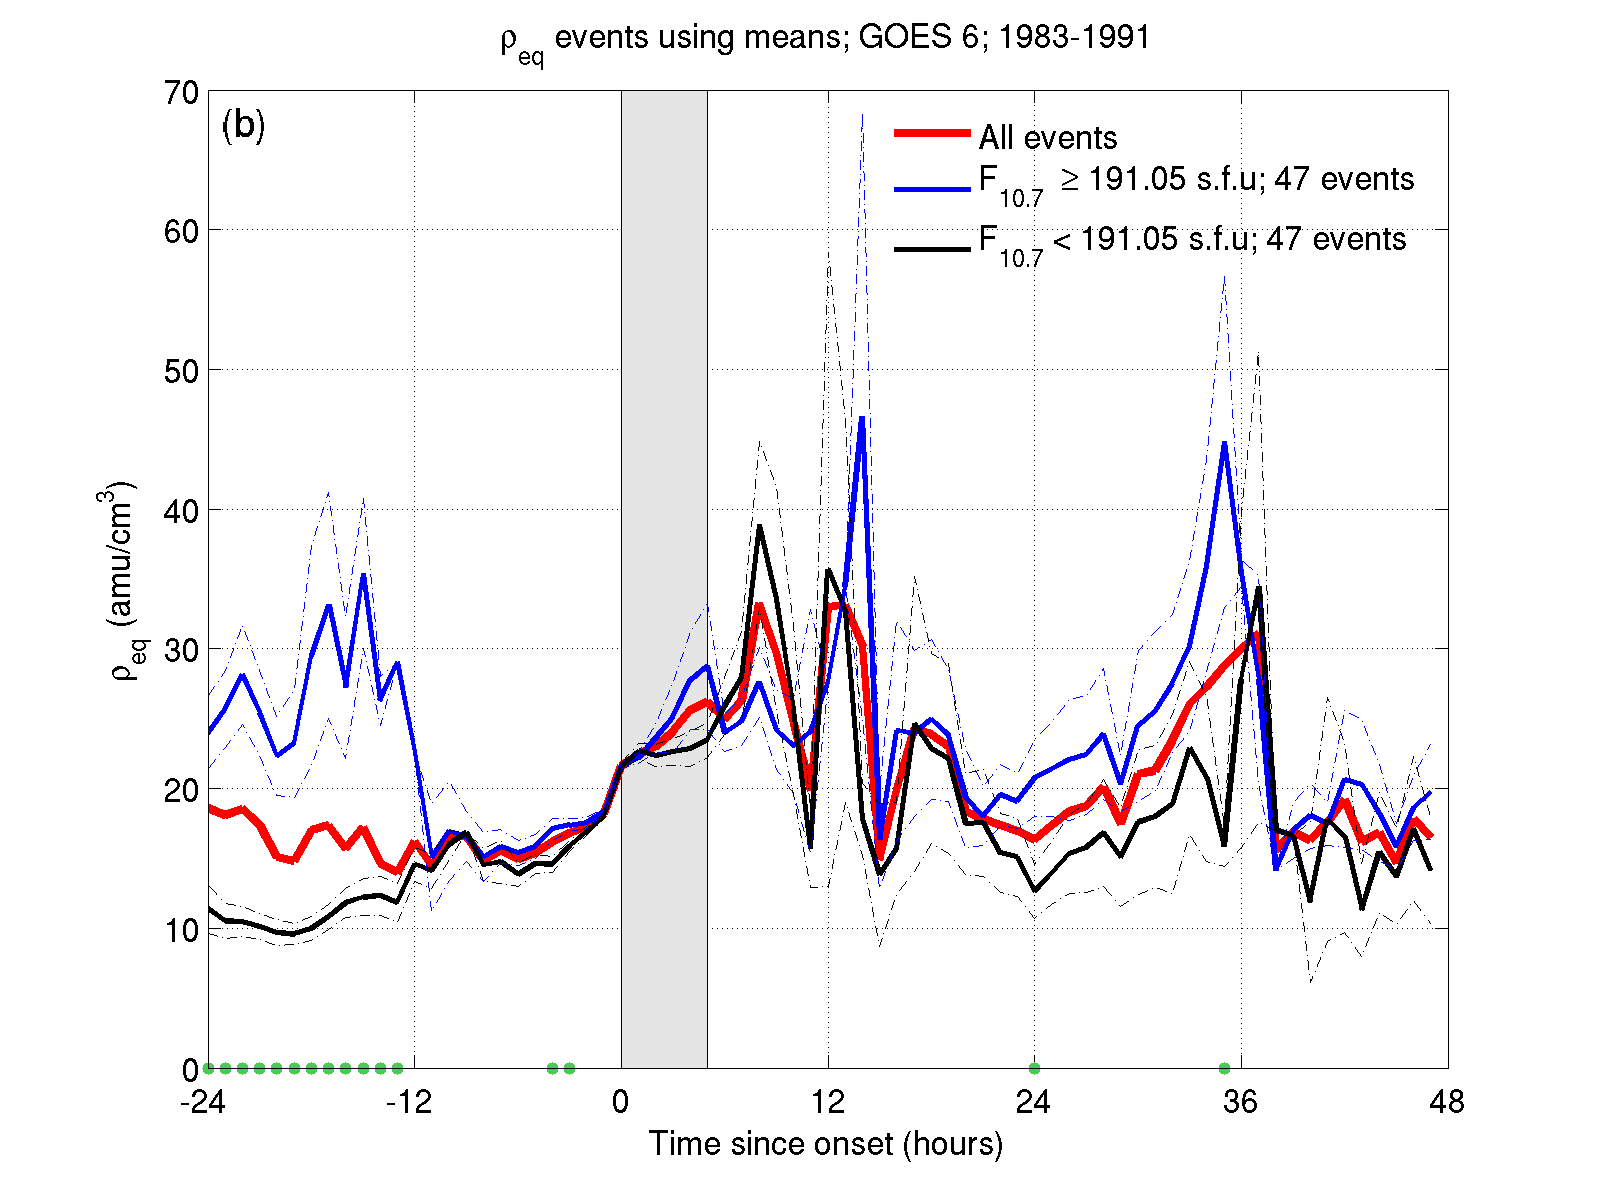 ρeq events using means; GOES 6; 1983-1991
(b)
All events
F10.7 ≥ 191.05 s.f.u; 47 events
F10.7 < 191.05 s.f.u; 47 events
ρeq (amu/cm³)
70
60
50
40
30
20
10
0
-24 -12 0 12 24 36 48
Time since onset (hours)